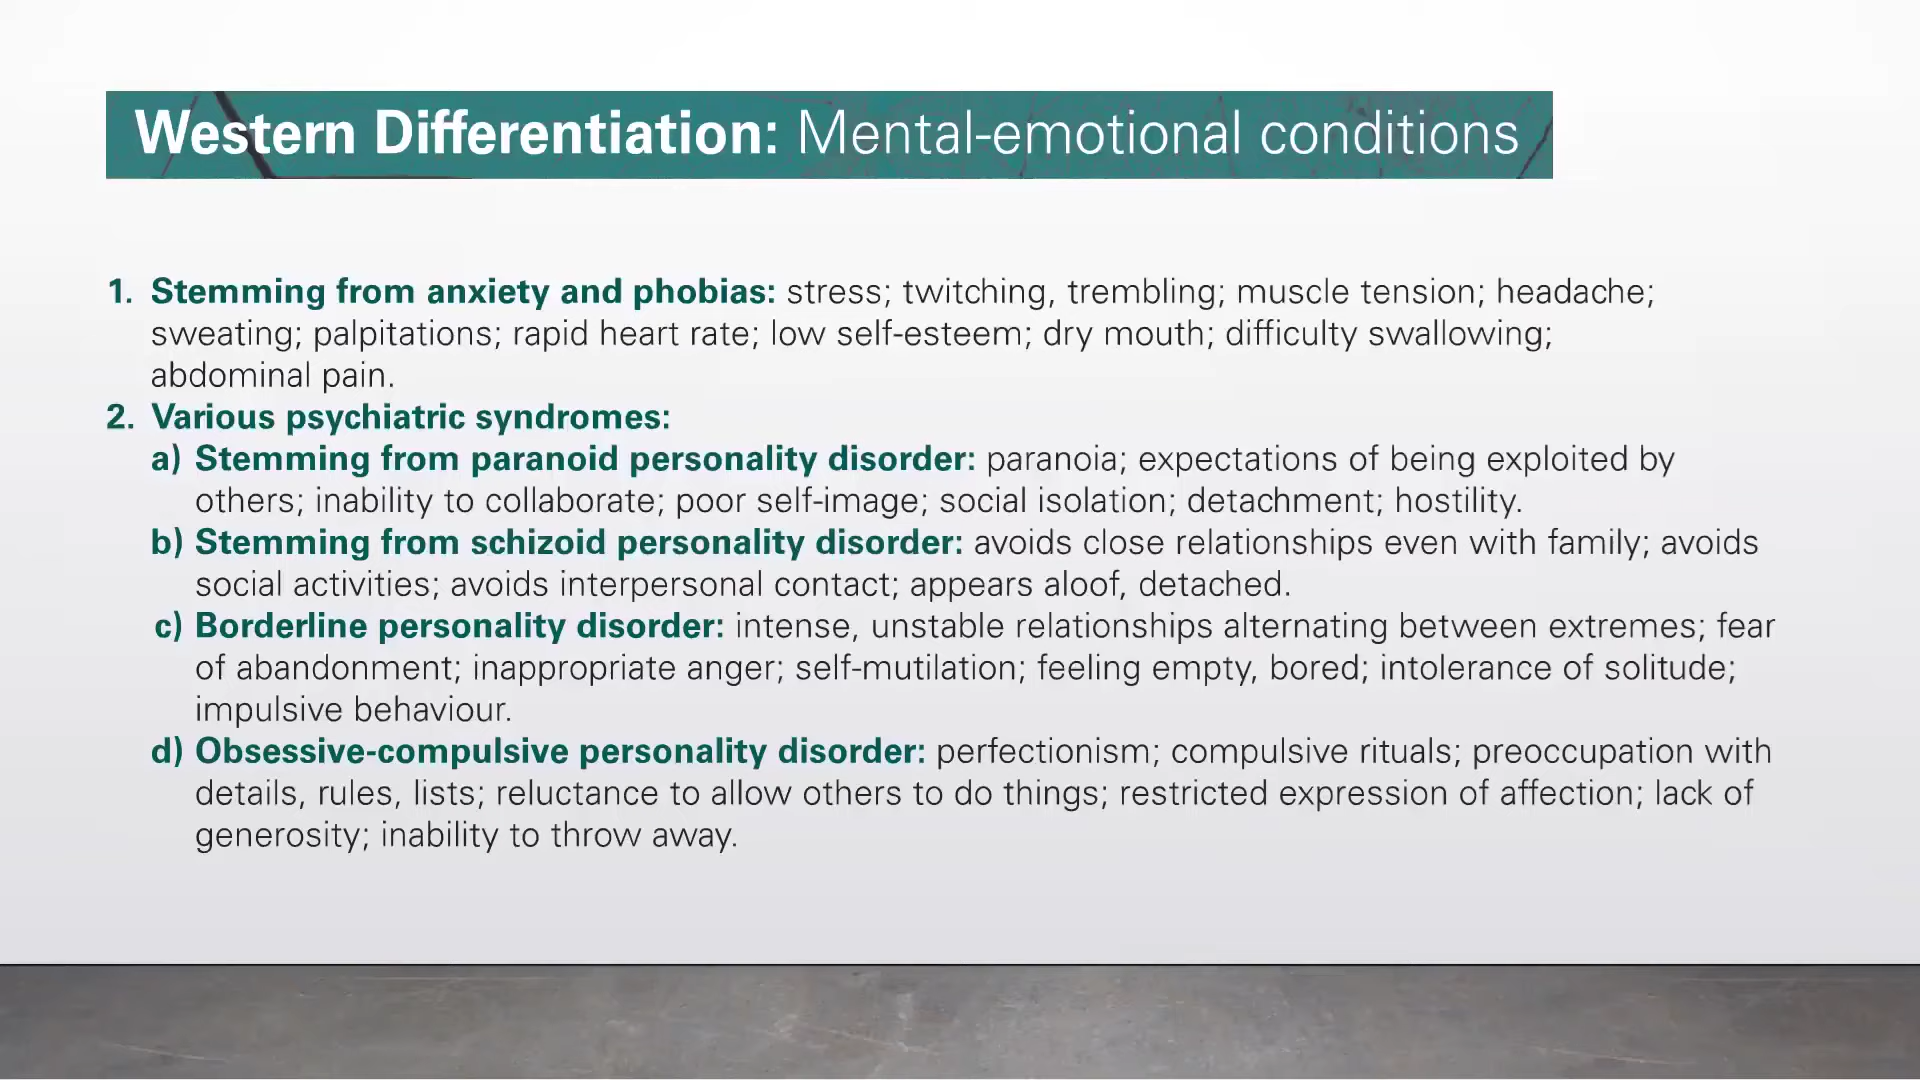 Western Differentiation: Mental-emotional conditions
1. Stemming from anxiety and phobias: stress; twitching, trembling; muscle tension; headache;
sweating; palpitations; rapid heart rate; low self-esteem; dry mouth; difficulty swallowing;
abdominal pain.
2. Various psychiatric syndromes:
a) Stemming from paranoid personality disorder: paranoia; expectations of being exploited by
others; inability to collaborate; poor self-image; social isolation; detachment; hostility.
b) Stemming from schizoid personality disorder: avoids close relationships even with family; avoids
social activities; avoids interpersonal contact; appears aloof, detached.
c) Borderline personality disorder: intense, unstable relationships alternating between extremes; fear
of abandonment; inappropriate anger; self-mutilation; feeling empty, bored; intolerance of solitude;
impulsive behaviour.
d) Obsessive-compulsive personality disorder: perfectionism; compulsive rituals; preoccupation with
details, rules, lists; reluctance to allow others to do things; restricted expression of affection; lack of
generosity; inability to throw away.